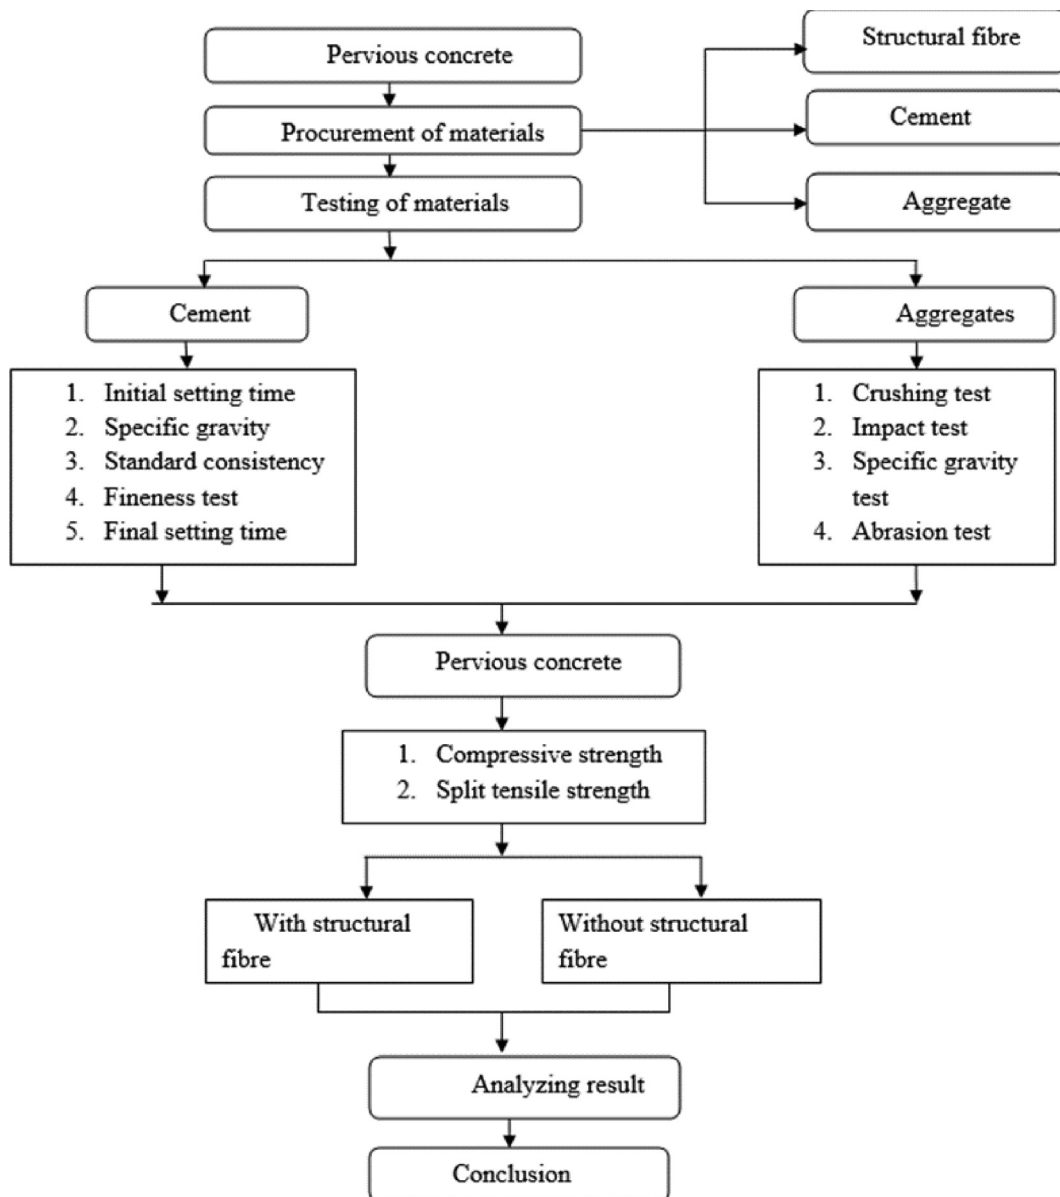 Pervious concrete
Structural fibre
Procurement of materials
Cement
Testing of materials
Aggregate
Cement
Aggregates
1. Initial setting time
2. Specific gravity
3. Standard consistency
4. Fineness test
5. Final setting time
1. Crushing test
2. Impact test
3. Specific gravity
test
4. Abrasion test
Pervious concrete
1. Compressive strength
2. Split tensile strength
With structural
fibre
Without structural
fibre
Analyzing result
Conclusion